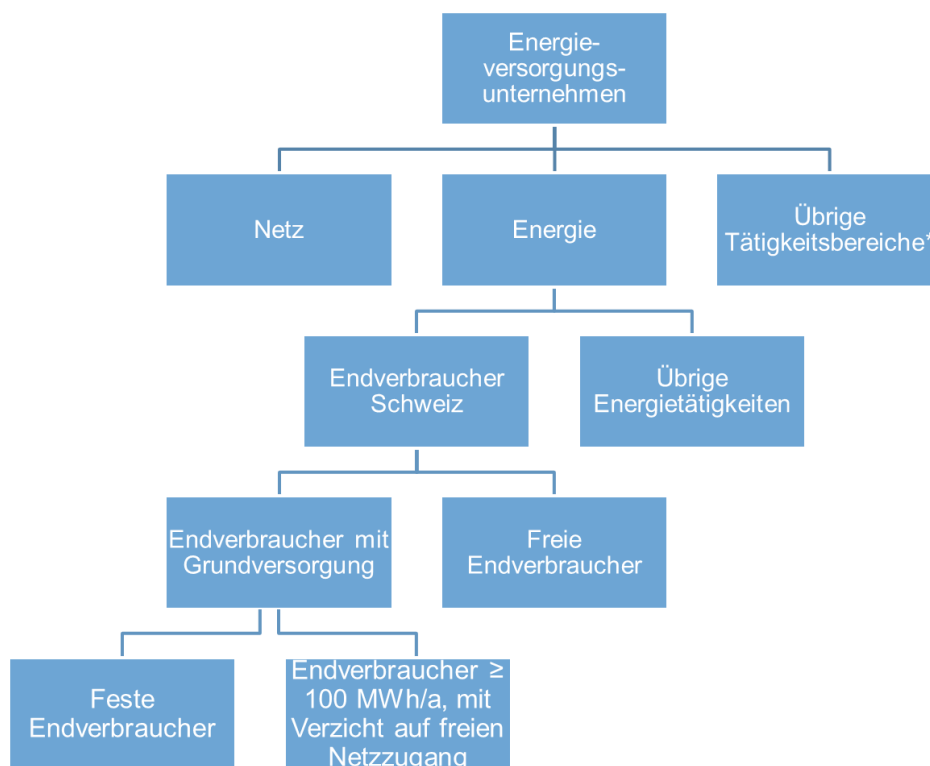 Energie-
versorgungs-
unternehmen
Netz
Energie
Übrige
Tätigkeitsbereiche*
Endverbraucher
Schweiz
Übrige
Energietätigkeiten
Endverbraucher mit
Grundversorgung
Freie
Endverbraucher
Feste
Endverbraucher
Endverbraucher ≥
100 MWh/a, mit
Verzicht auf freien
Netzzugang